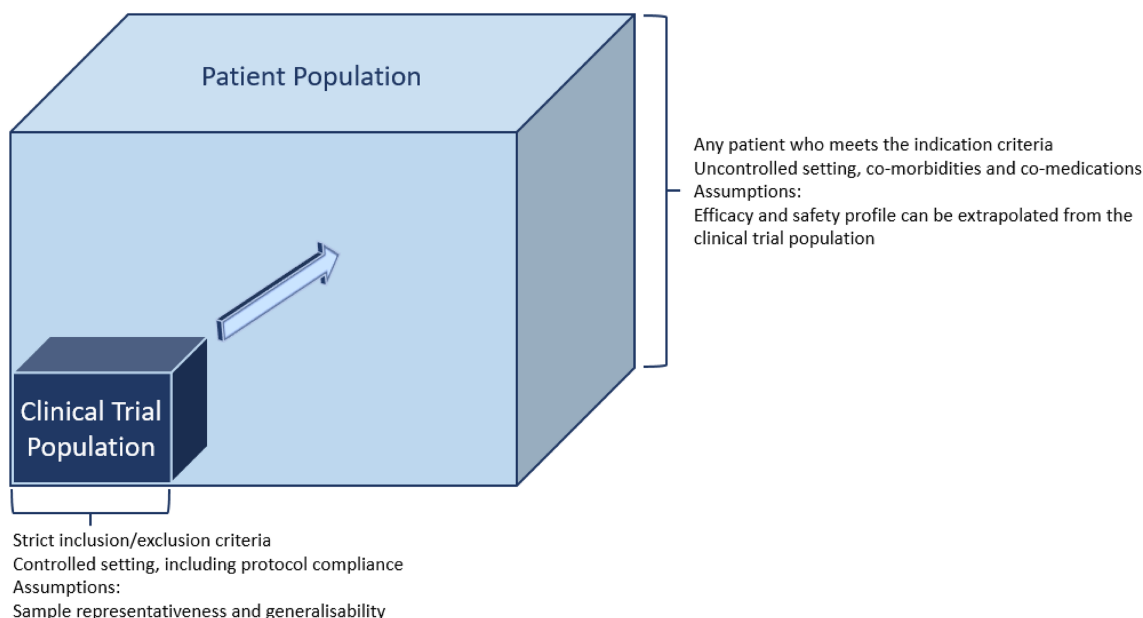 Patient Population
Any patient who meets the indication criteria
Uncontrolled setting, co-morbidities and co-medications
Assumptions:
Efficacy and safety profile can be extrapolated from the
clinical trial population
Clinical Trial
Population
Strict inclusion/exclusion criteria
Controlled setting, including protocol compliance
Assumptions:
Sample representativeness and generalisability